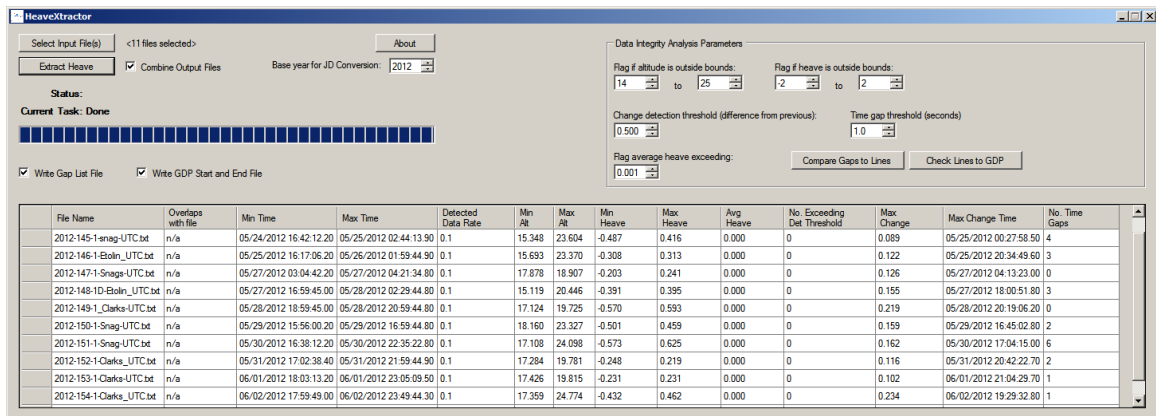 HeaveXtractor
Select Input File(s) <11 files selected> About
Extract Heave Combine Output Files Base year for JD Conversion: 2012
Status:
Current Task: Done
Write Gap List File Write GDP Start and End File
Data Integrity Analysis Parameters
Flag if altitude is outside bounds: Flag if heave is outside bounds:
14 to 25 -2 to 2
Change detection threshold (difference from previous): Time gap threshold (seconds)
0.500 1.0
Flag average heave exceeding:
0.001 Compare Gaps to Lines Check Lines to GDP
File Name Overlaps with file Min Time Max Time Detected Data Rate Min Alt Max Alt Min Heave Max Heave Avg Heave No. Exceeding Det Threshold Max Change Max Change Time No. Time Gaps
2012-145-1-snag-UTC.txt n/a 05/24/2012 16:42:12.20 05/25/2012 02:44:13.90 0.1 15.348 23.604 -0.487 0.416 0.000 0 0.089 05/25/2012 00:27:58.50 4
2012-146-1-Etolin_UTC.txt n/a 05/25/2012 16:17:06.20 05/26/2012 01:59:44.90 0.1 15.693 23.370 -0.308 0.313 0.000 0 0.122 05/25/2012 20:34:49.60 3
2012-147-1-Snags-UTC.txt n/a 05/27/2012 03:04:42.20 05/27/2012 04:21:34.80 0.1 17.878 18.907 -0.203 0.241 0.000 0 0.126 05/27/2012 04:13:23.00 0
2012-148-1D-Etolin_UTC.txt n/a 05/27/2012 16:59:45.00 05/28/2012 02:29:44.80 0.1 15.119 20.446 -0.391 0.395 0.000 0 0.155 05/27/2012 18:00:51.80 3
2012-149-1_Clarks-UTC.txt n/a 05/28/2012 18:59:45.00 05/28/2012 20:59:44.80 0.1 17.124 19.725 -0.570 0.593 0.000 0 0.219 05/28/2012 20:19:06.20 0
2012-150-1-Snag-UTC.txt n/a 05/29/2012 15:56:00.20 05/29/2012 16:59:44.80 0.1 18.160 23.327 -0.501 0.459 0.000 0 0.159 05/29/2012 16:45:02.80 2
2012-151-1-Snag-UTC.txt n/a 05/30/2012 16:38:12.20 05/30/2012 22:35:22.80 0.1 17.108 24.098 -0.573 0.625 0.000 0 0.162 05/30/2012 17:04:15.00 6
2012-152-1-Clarks_UTC.txt n/a 05/31/2012 17:02:38.40 05/31/2012 21:59:44.90 0.1 17.284 19.781 -0.248 0.219 0.000 0 0.116 05/31/2012 20:42:22.70 2
2012-153-1-Clarks-UTC.txt n/a 06/01/2012 18:03:13.20 06/01/2012 23:05:09.50 0.1 17.426 19.815 -0.231 0.231 0.000 0 0.102 06/01/2012 21:04:29.70 1
2012-154-1-Clarks_UTC.txt n/a 06/02/2012 17:59:49.00 06/02/2012 23:49:44.30 0.1 17.359 24.774 -0.432 0.462 0.000 0 0.234 06/02/2012 19:29:32.80 1